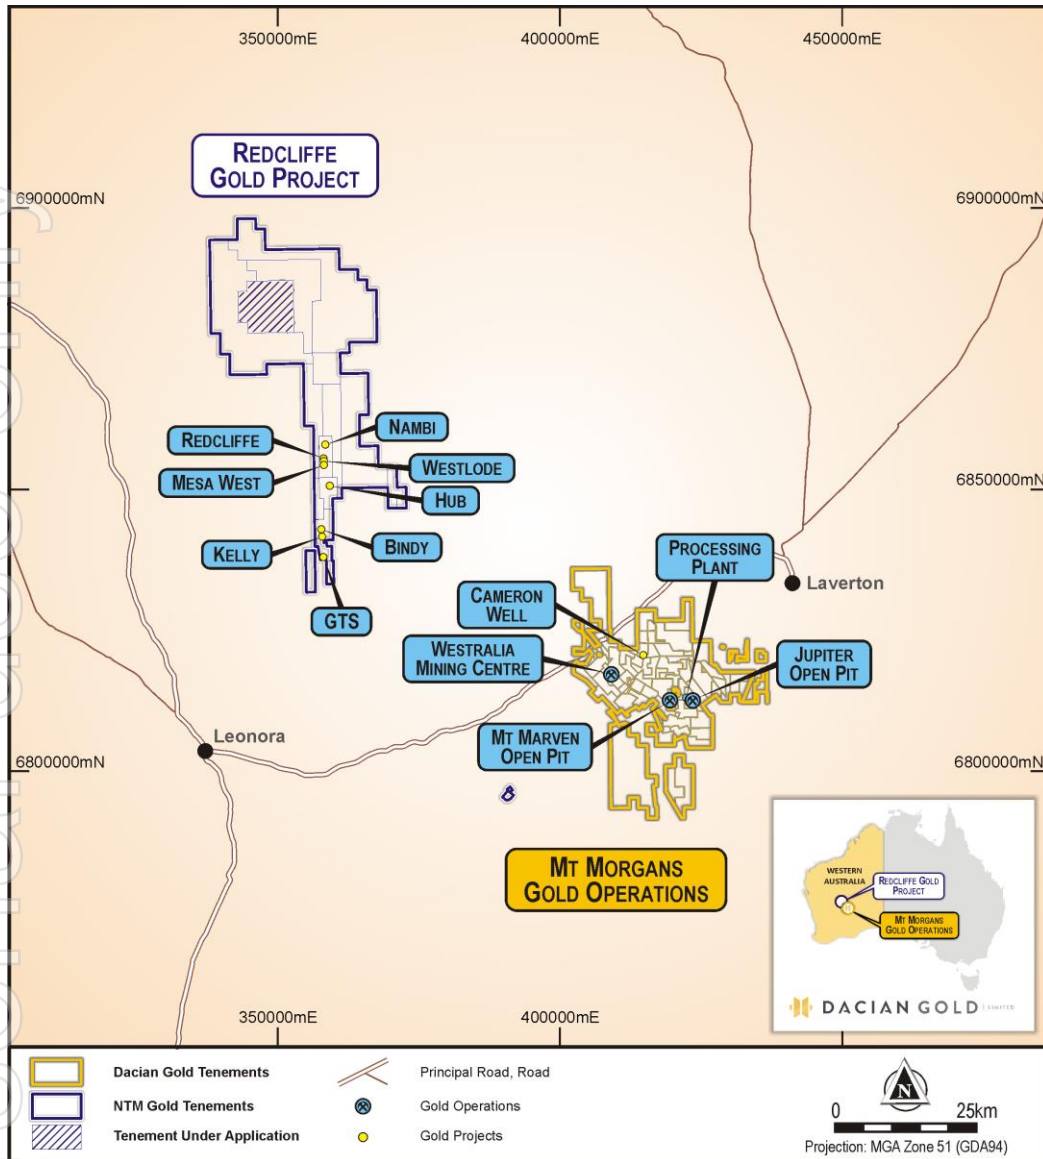 350000mE
400000mE
450000mE
REDCLIFFE
GOLD PROJECT
6900000mN
6900000mN
NAMBI
REDCLIFFE
WESTLODE
MESA WEST
HUB
6850000mN
KELLY
BINDY
GTS
PROCESSING
PLANT
Laverton
CAMERON
WELL
WESTRALIA
MINING CENTRE
JUPITER
OPEN PIT
MT MARVEN
OPEN PIT
Leonora
6800000mN
6800000mN
MT MORGANS
GOLD OPERATIONS
WESTERN
AUSTRALIA
REDCLIFFE GOLD
PROJECT
MT MORGANS
GOLD OPERATIONS
DACIAN GOLD LIMITED
350000mE
400000mE
Dacian Gold Tenements
NTM Gold Tenements
Tenement Under Application
Principal Road, Road
Gold Operations
Gold Projects
N
0 25km
Projection: MGA Zone 51 (GDA94)